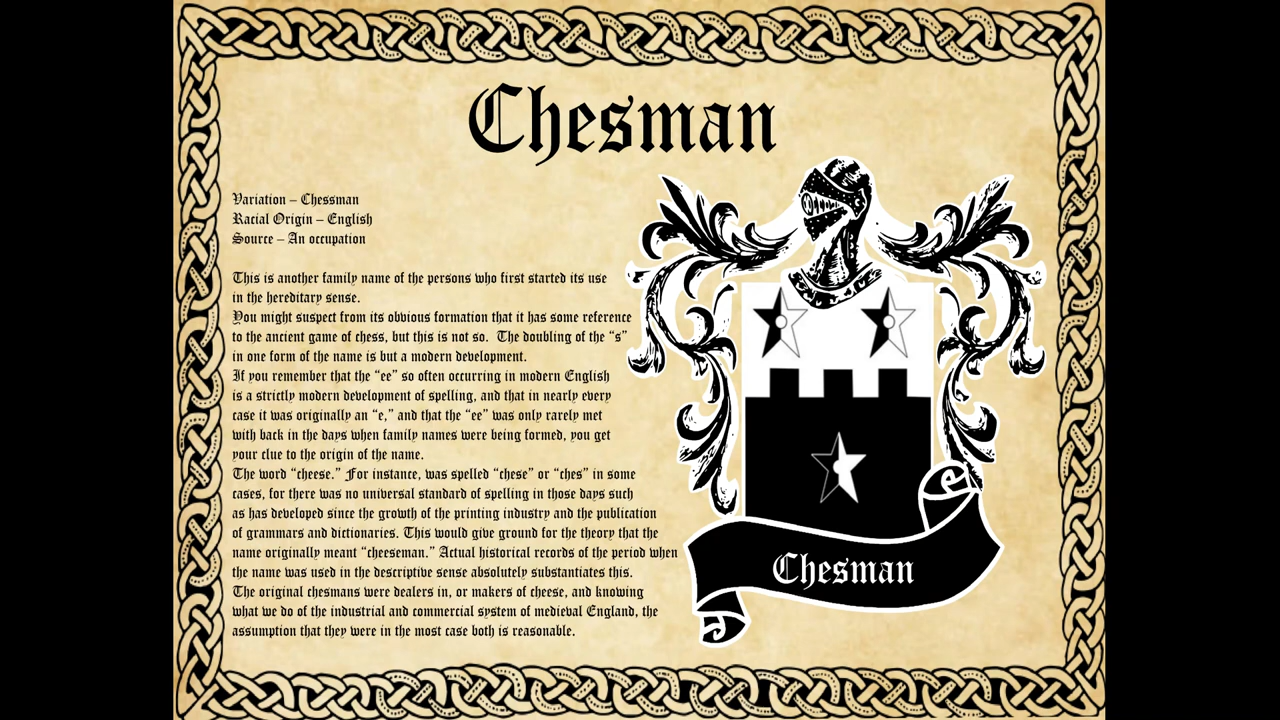 Chesman
Variation – Chessman
Racial Origin – English
Source – An occupation
This is another family name of the persons who first started its use
in the hereditary sense.
You might suspect from its obvious formation that it has some reference
to the ancient game of chess, but this is not so. The doubling of the “s”
in one form of the name is but a modern development.
If you remember that the “ee” so often occurring in modern English
is a strictly modern development of spelling, and that in nearly every
case it was originally an “e,” and that the “ee” was only rarely met
with back in the days when family names were being formed, you get
your clue to the origin of the name.
The word “cheese.” For instance, was spelled “chese” or “ches” in some
cases, for there was no universal standard of spelling in those days such
as has developed since the growth of the printing industry and the publication
of grammars and dictionaries. This would give ground for the theory that the
name originally meant “cheeseman.” Actual historical records of the period when
the name was used in the descriptive sense absolutely substantiates this.
The original chesmans were dealers in, or makers of cheese, and knowing
what we do of the industrial and commercial system of medieval England, the
assumption that they were in the most case both is reasonable.
Chesman